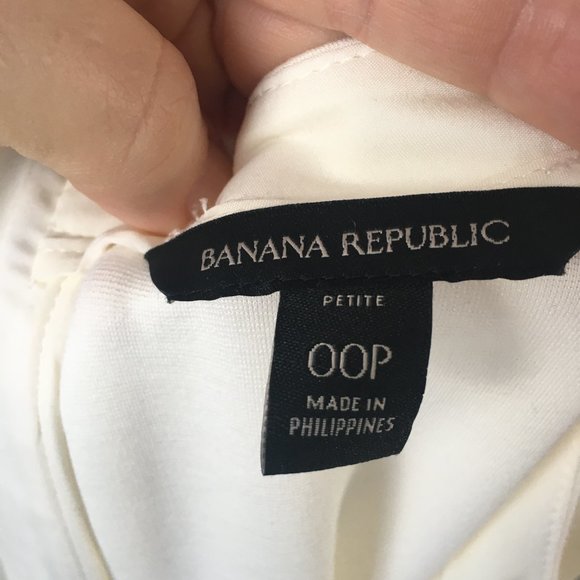 BANANA REPUBLIC
PETITE
00P
MADE IN
PHILIPPINES